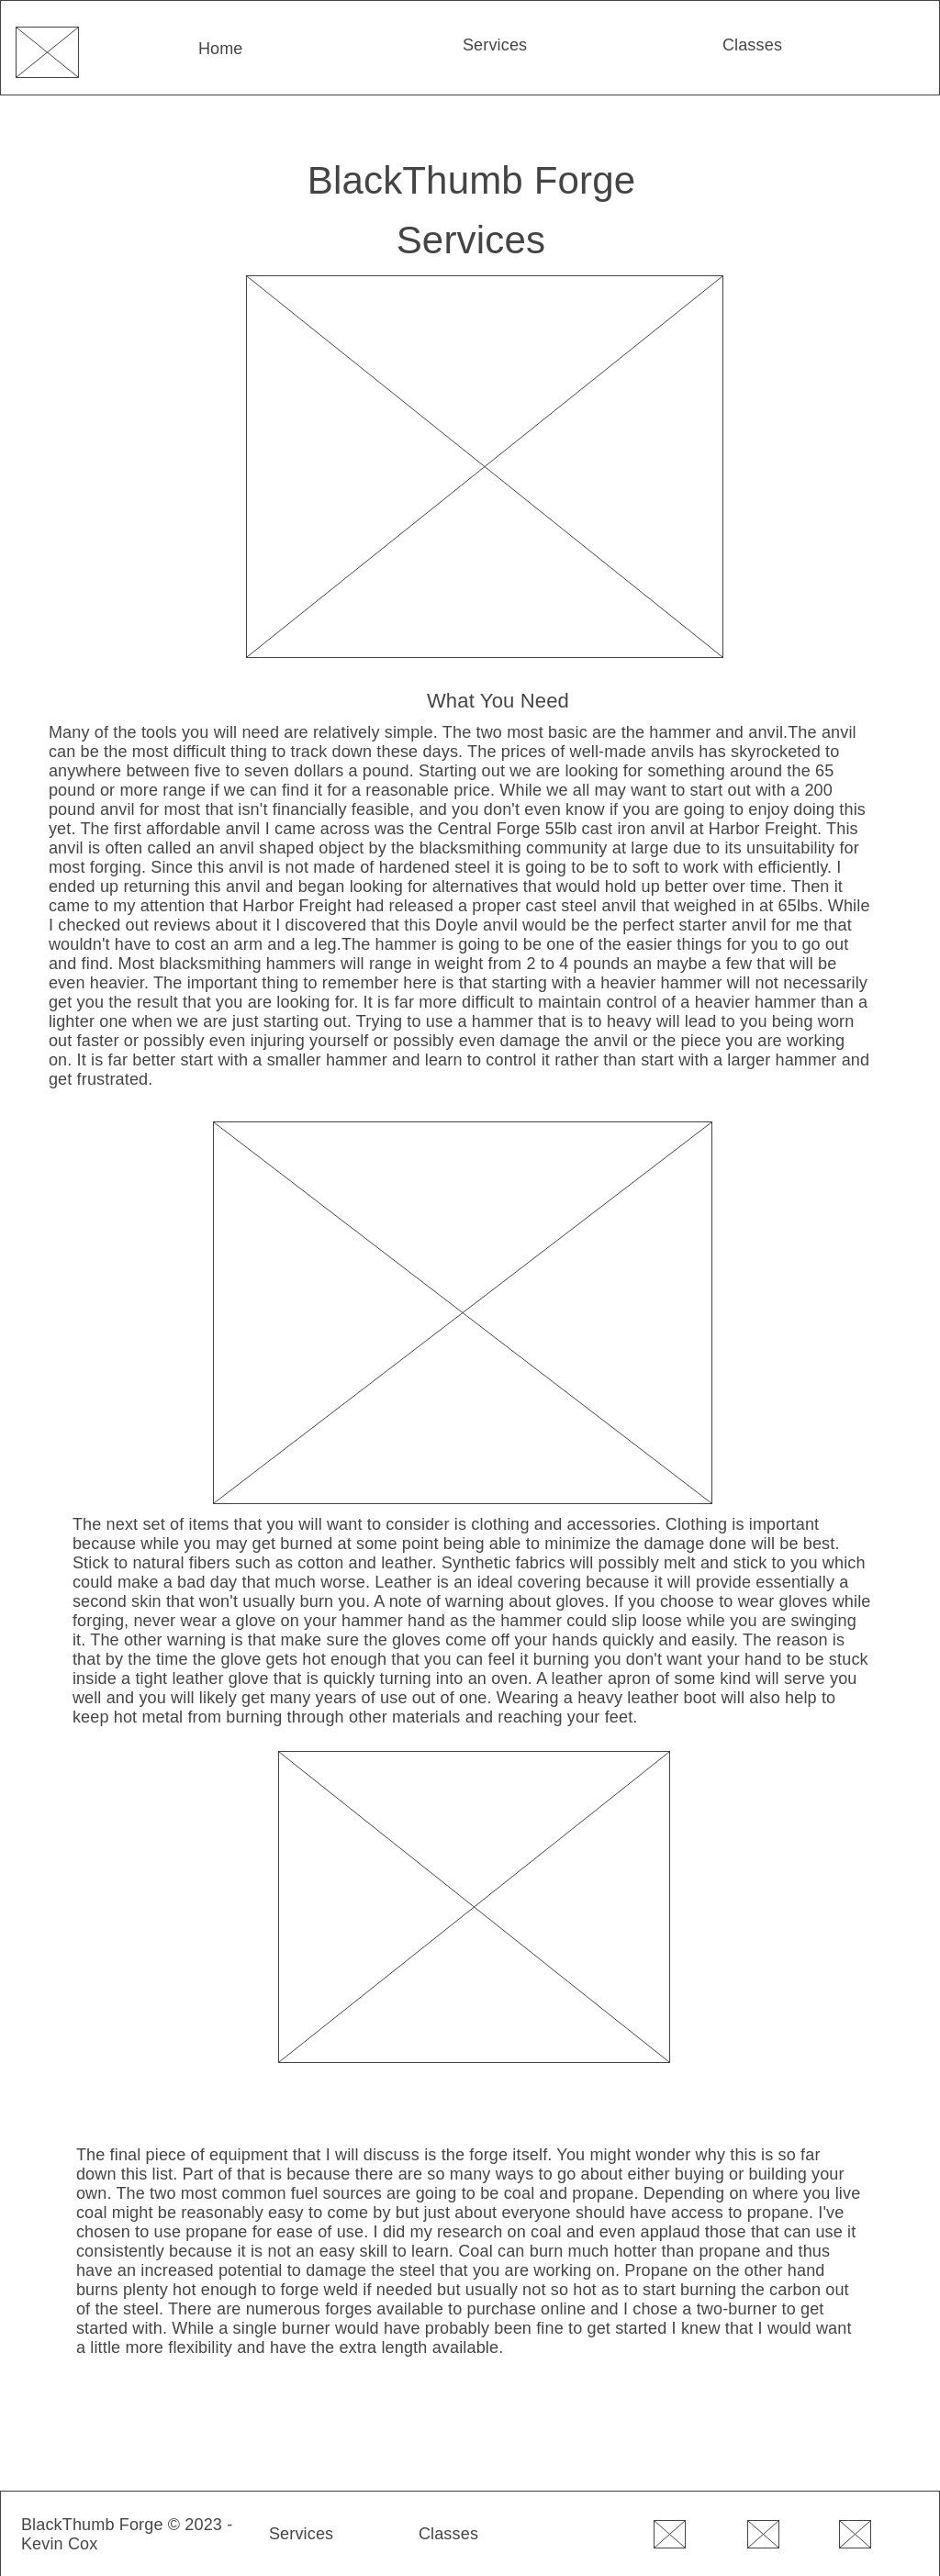 Home
Services
Classes
BlackThumb Forge
Services
What You Need
Many of the tools you will need are relatively simple. The two most basic are the hammer and anvil.The anvil
can be the most difficult thing to track down these days. The prices of well-made anvils has skyrocketed to
anywhere between five to seven dollars a pound. Starting out we are looking for something around the 65
pound or more range if we can find it for a reasonable price. While we all may want to start out with a 200
pound anvil for most that isn't financially feasible, and you don't even know if you are going to enjoy doing this
yet. The first affordable anvil I came across was the Central Forge 55lb cast iron anvil at Harbor Freight. This
anvil is often called an anvil shaped object by the blacksmithing community at large due to its unsuitability for
most forging. Since this anvil is not made of hardened steel it is going to be to soft to work with efficiently. I
ended up returning this anvil and began looking for alternatives that would hold up better over time. Then it
came to my attention that Harbor Freight had released a proper cast steel anvil that weighed in at 65lbs. While
I checked out reviews about it I discovered that this Doyle anvil would be the perfect starter anvil for me that
wouldn't have to cost an arm and a leg.The hammer is going to be one of the easier things for you to go out
and find. Most blacksmithing hammers will range in weight from 2 to 4 pounds an maybe a few that will be
even heavier. The important thing to remember here is that starting with a heavier hammer will not necessarily
get you the result that you are looking for. It is far more difficult to maintain control of a heavier hammer than a
lighter one when we are just starting out. Trying to use a hammer that is to heavy will lead to you being worn
out faster or possibly even injuring yourself or possibly even damage the anvil or the piece you are working
on. It is far better start with a smaller hammer and learn to control it rather than start with a larger hammer and
get frustrated.
The next set of items that you will want to consider is clothing and accessories. Clothing is important
because while you may get burned at some point being able to minimize the damage done will be best.
Stick to natural fibers such as cotton and leather. Synthetic fabrics will possibly melt and stick to you which
could make a bad day that much worse. Leather is an ideal covering because it will provide essentially a
second skin that won't usually burn you. A note of warning about gloves. If you choose to wear gloves while
forging, never wear a glove on your hammer hand as the hammer could slip loose while you are swinging
it. The other warning is that make sure the gloves come off your hands quickly and easily. The reason is
that by the time the glove gets hot enough that you can feel it burning you don't want your hand to be stuck
inside a tight leather glove that is quickly turning into an oven. A leather apron of some kind will serve you
well and you will likely get many years of use out of one. Wearing a heavy leather boot will also help to
keep hot metal from burning through other materials and reaching your feet.
The final piece of equipment that I will discuss is the forge itself. You might wonder why this is so far
down this list. Part of that is because there are so many ways to go about either buying or building your
own. The two most common fuel sources are going to be coal and propane. Depending on where you live
coal might be reasonably easy to come by but just about everyone should have access to propane. I've
chosen to use propane for ease of use. I did my research on coal and even applaud those that can use it
consistently because it is not an easy skill to learn. Coal can burn much hotter than propane and thus
have an increased potential to damage the steel that you are working on. Propane on the other hand
burns plenty hot enough to forge weld if needed but usually not so hot as to start burning the carbon out
of the steel. There are numerous forges available to purchase online and I chose a two-burner to get
started with. While a single burner would have probably been fine to get started I knew that I would want
a little more flexibility and have the extra length available.
BlackThumb Forge © 2023 -
Kevin Cox
Services
Classes